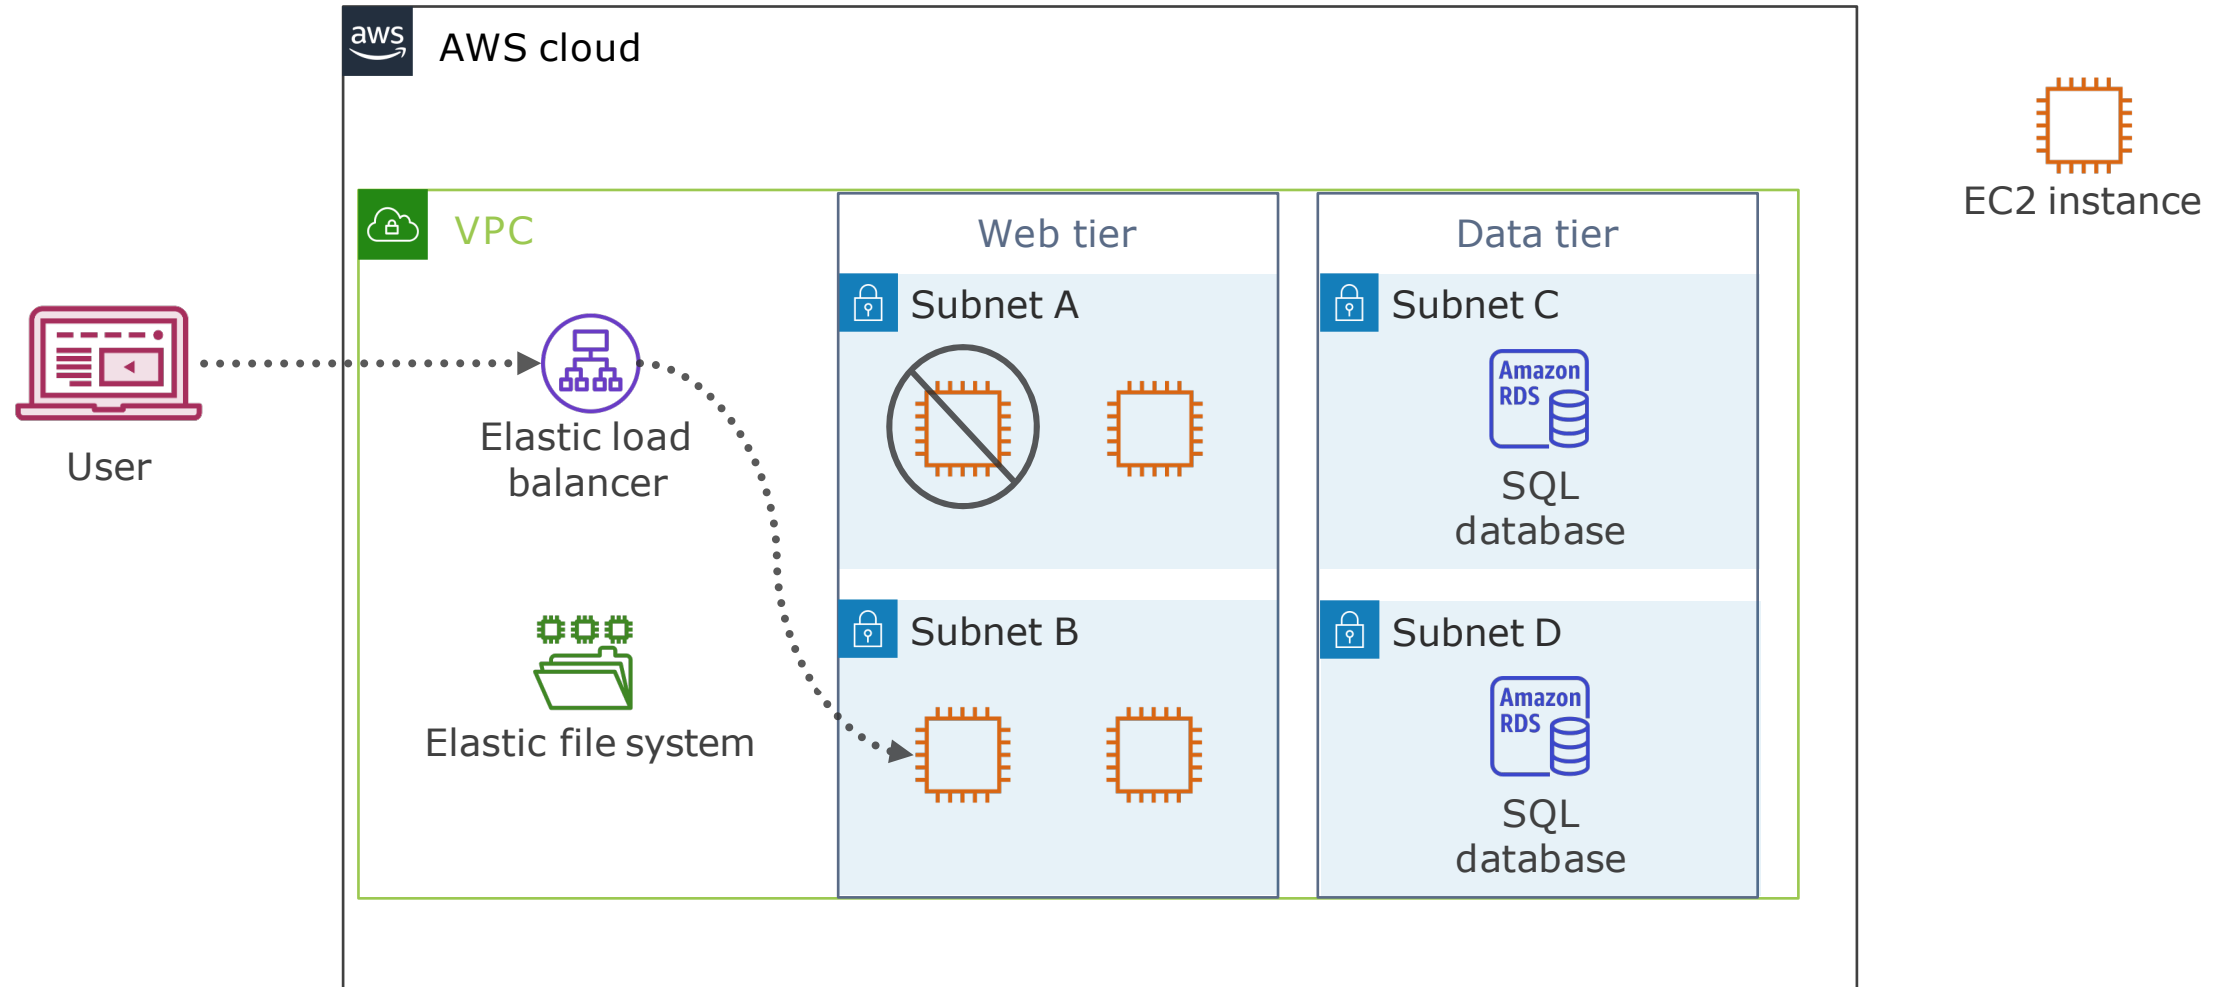 aws
AWS cloud
EC2 instance
VPC
Web tier
Data tier
Subnet A
Subnet C
Amazon
RDS
User
Elastic load
balancer
SQL
database
Subnet B
Subnet D
Elastic file system
Amazon
RDS
SQL
database